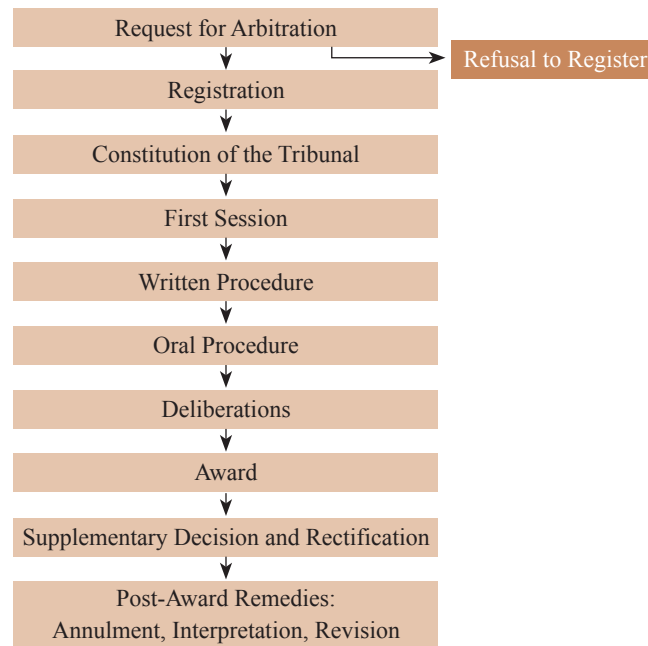 Request for Arbitration
Refusal to Register
Registration
Constitution of the Tribunal
First Session
Written Procedure
Oral Procedure
Deliberations
Award
Supplementary Decision and Rectification
Post-Award Remedies:
Annulment, Interpretation, Revision